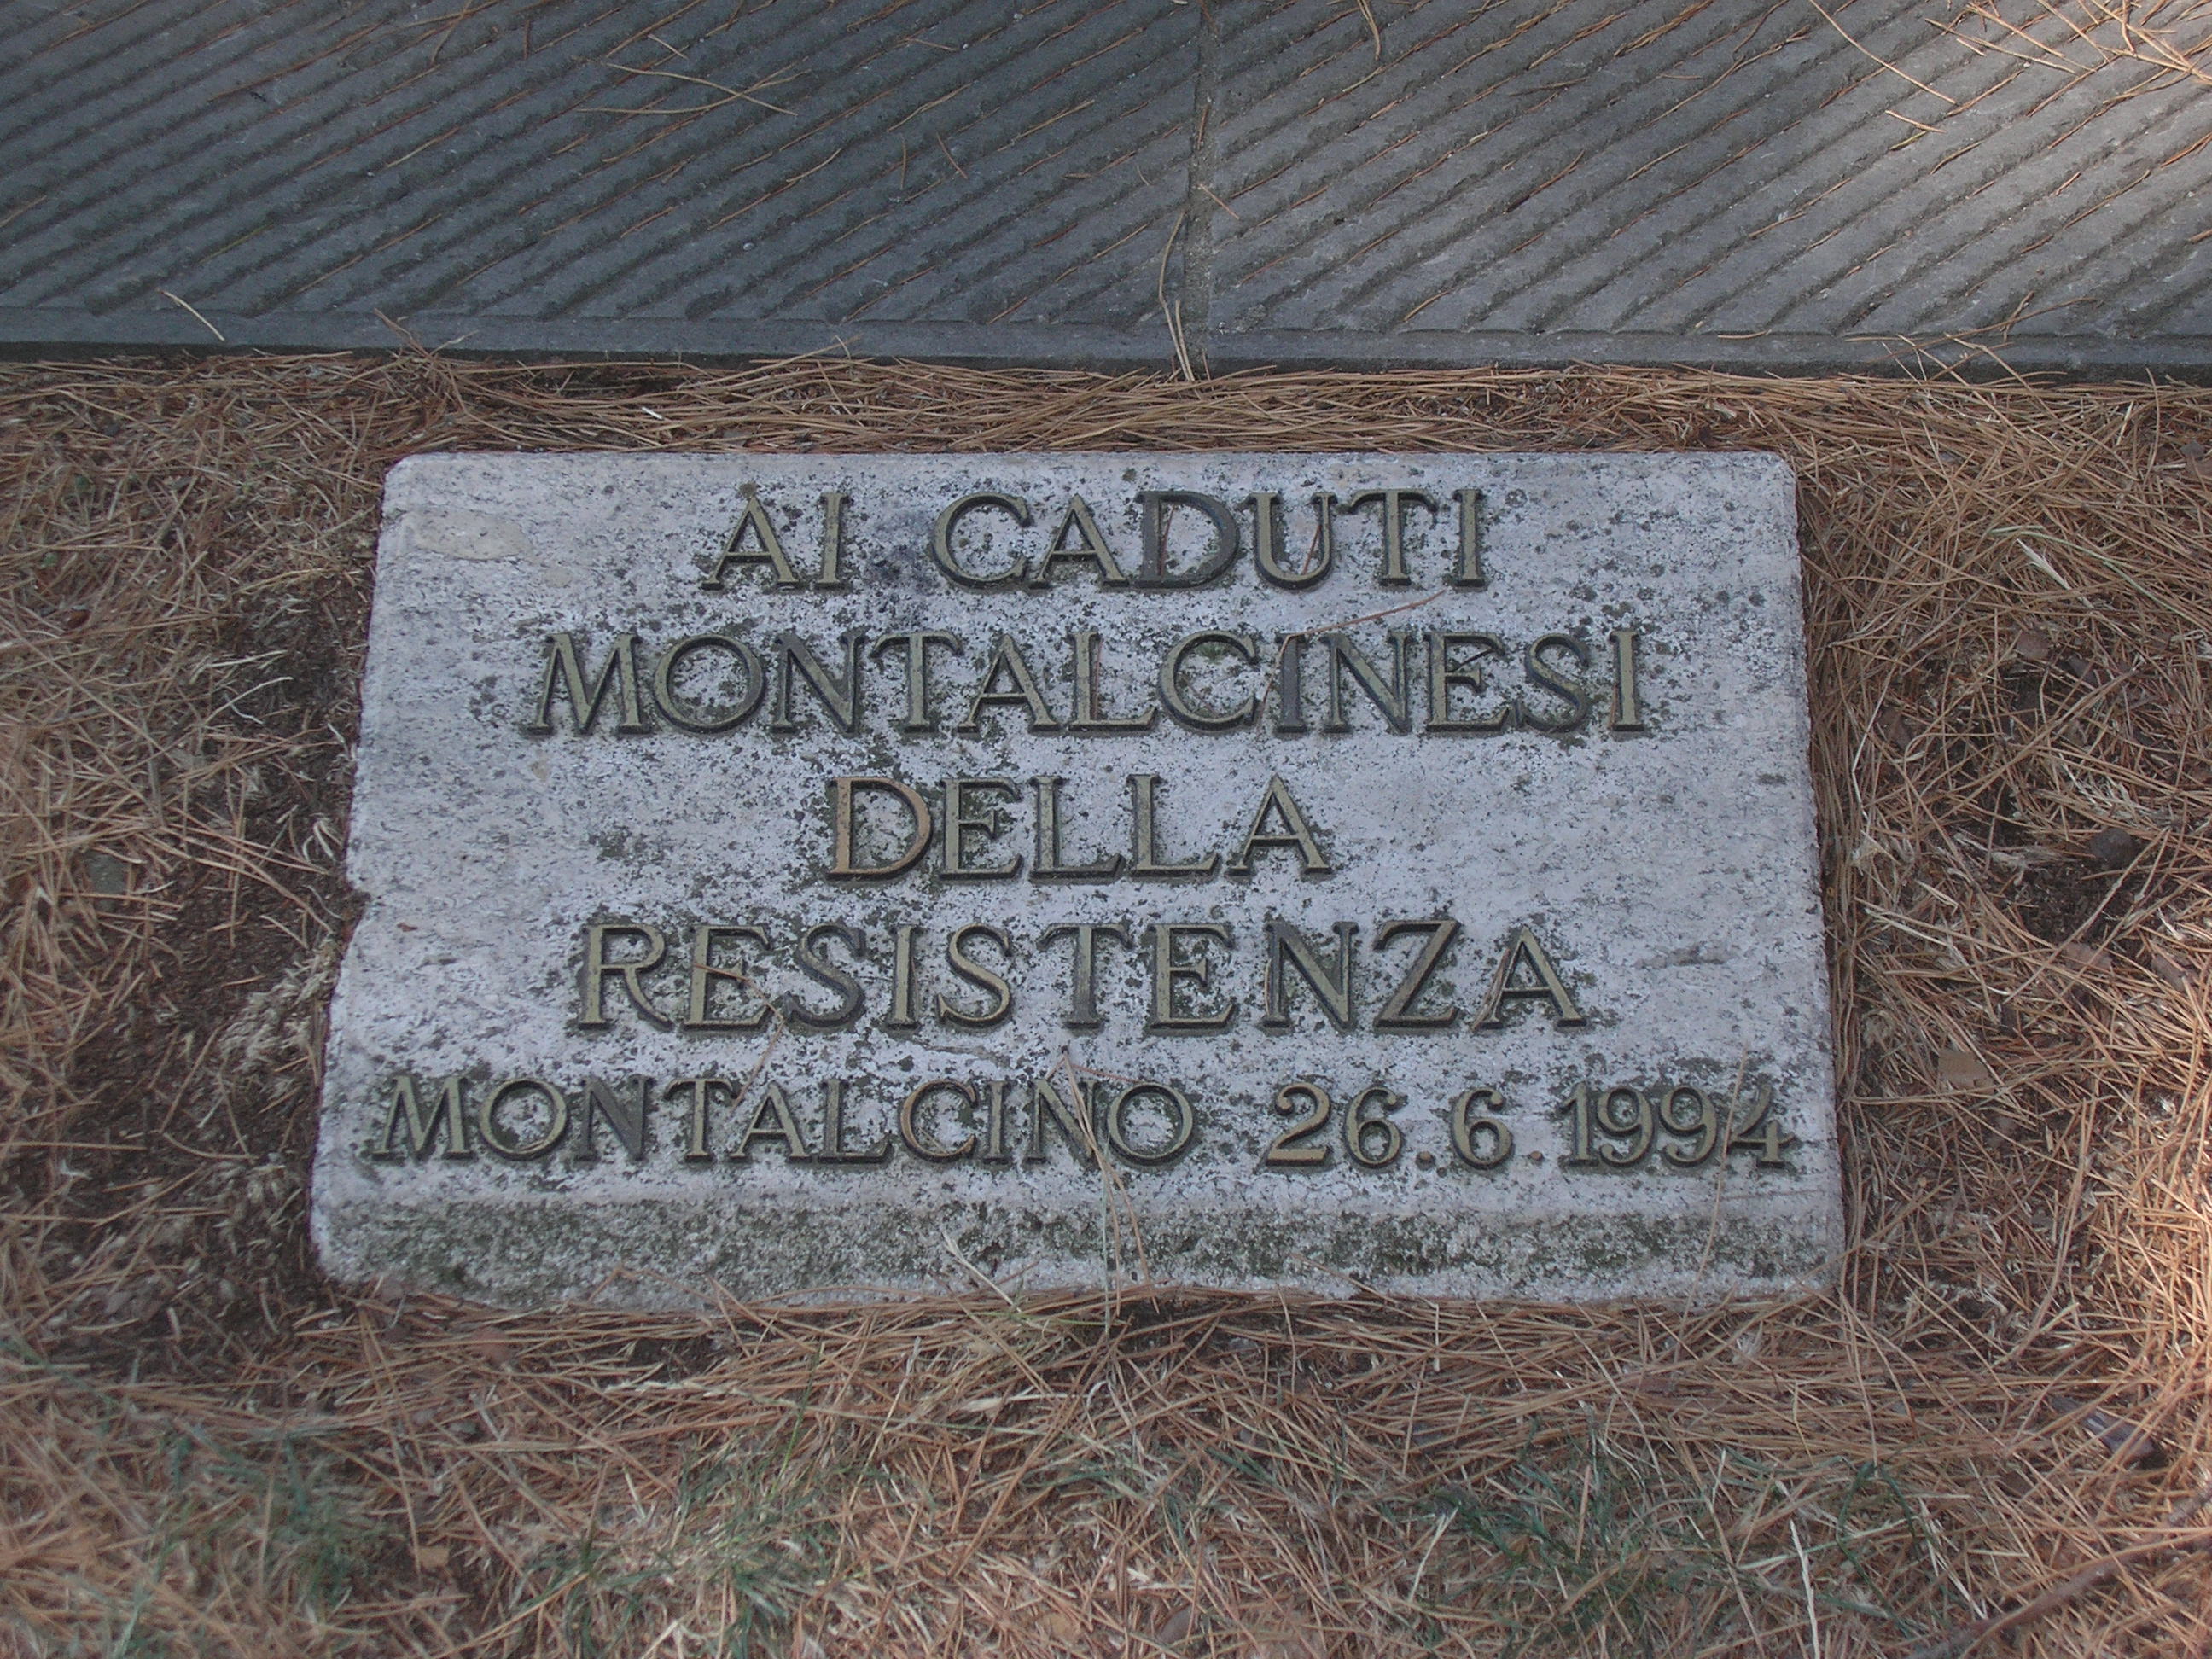 AI CADUTI
MONTALCINESI
DELLA
RESISTENZA
MONTALCINO 26.6.1994